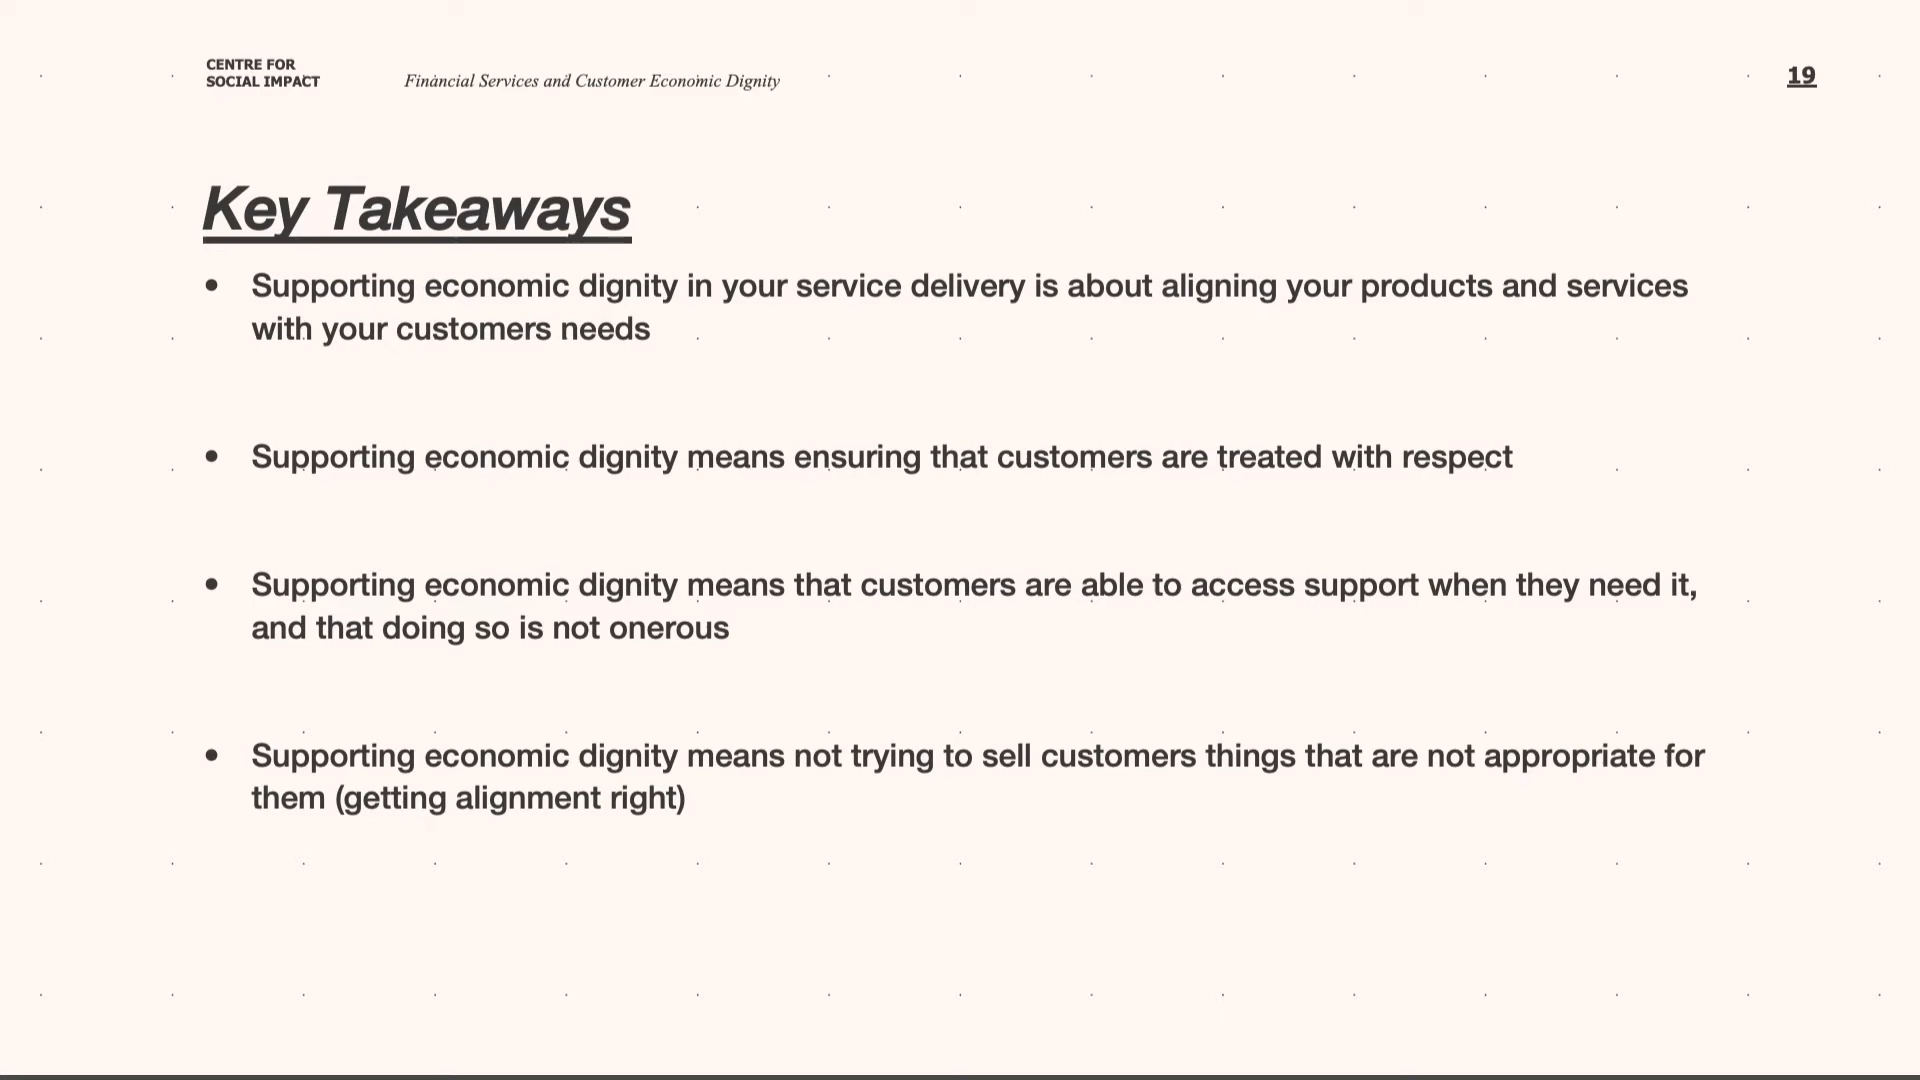 CENTRE FOR
SOCIAL IMPACT
Financial Services and Customer Economic Dignity
19
Key Takeaways
• Supporting economic dignity in your service delivery is about aligning your products and services
with your customers needs
• Supporting economic dignity means ensuring that customers are treated with respect
• Supporting economic dignity means that customers are able to access support when they need it,
and that doing so is not onerous
• Supporting economic dignity means not trying to sell customers things that are not appropriate for
them (getting alignment right)